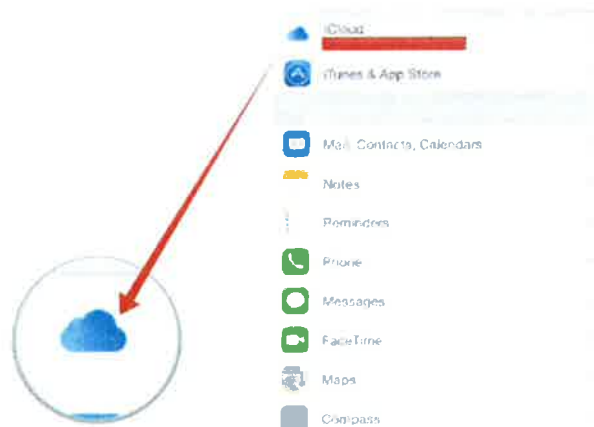 iCloud
iTunes & App Store
Mail, Contacts, Calendars
Notes
Reminders
Phone
Messages
FaceTime
Maps
Compass